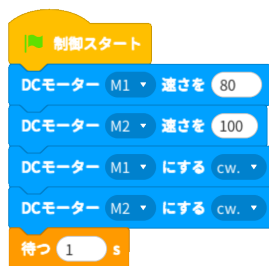 制御スタート
DCモーター M1 速さを 80
DCモーター M2 速さを 100
DCモーター M1 にする cw.
DCモーター M2 にする cw.
待つ 1 s